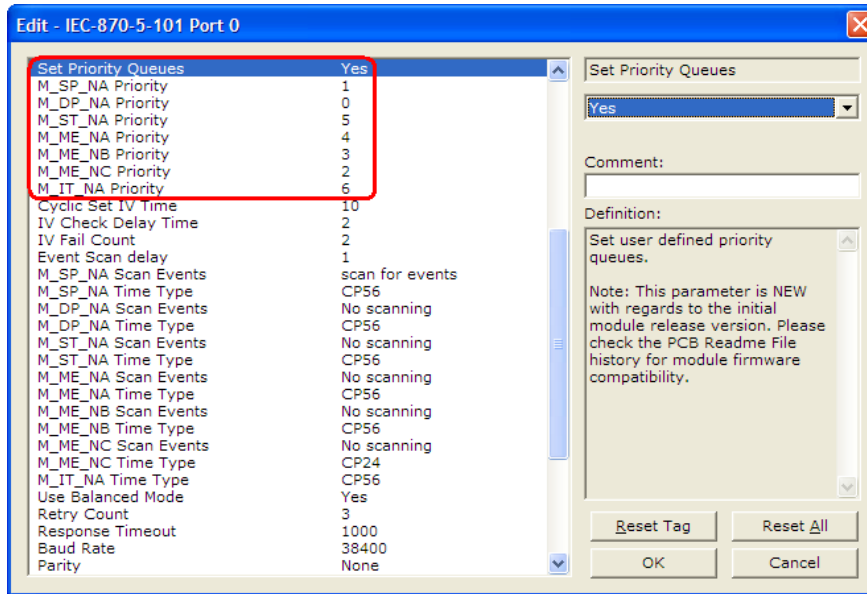 Edit - IEC-870-5-101 Port 0
Set Priority Queues Yes
M_SP_NA Priority 1
M_DP_NA Priority 0
M_ST_NA Priority 5
M_ME_NA Priority 4
M_ME_NB Priority 3
M_ME_NC Priority 2
M_IT_NA Priority 6
Cyclic Set IV Time 10
IV Check Delay Time 2
IV Fail Count 2
Event Scan delay 1
M_SP_NA Scan Events scan for events
M_SP_NA Time Type CP56
M_DP_NA Scan Events No scanning
M_DP_NA Time Type CP56
M_ST_NA Scan Events No scanning
M_ST_NA Time Type CP56
M_ME_NA Scan Events No scanning
M_ME_NA Time Type CP56
M_ME_NB Scan Events No scanning
M_ME_NB Time Type CP56
M_ME_NC Scan Events No scanning
M_ME_NC Time Type CP24
M_IT_NA Time Type CP56
Use Balanced Mode Yes
Retry Count 3
Response Timeout 1000
Baud Rate 38400
Parity None
Set Priority Queues
Yes
Comment:
Definition:
Set user defined priority
queues.
Note: This parameter is NEW
with regards to the initial
module release version. Please
check the PCB Readme File
history for module firmware
compatibility.
Reset Tag Reset All
OK Cancel